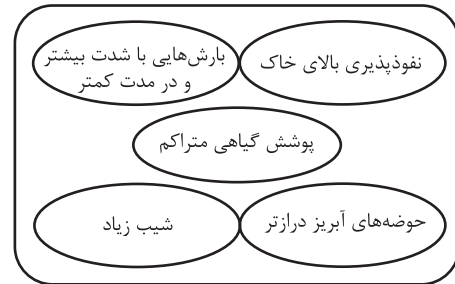 نفوذپذیری بالای خاک
بارش‌هایی با شدت بیشتر
و در مدت کمتر
پوشش گیاهی متراکم
حوضه‌های آبریز درازتر
شیب زیاد